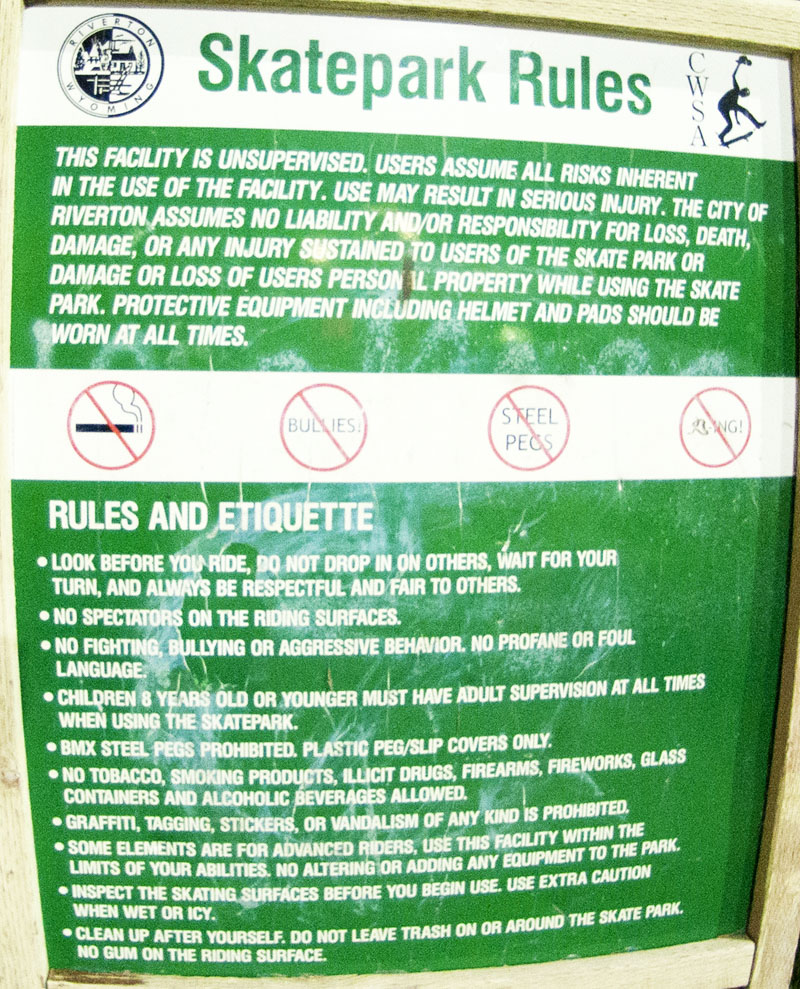 RIVERTON
WYOMING
Skatepark Rules
CWSA
THIS FACILITY IS UNSUPERVISED. USERS ASSUME ALL RISKS INHERENT
IN THE USE OF THE FACILITY. USE MAY RESULT IN SERIOUS INJURY. THE CITY OF
RIVERTON ASSUMES NO LIABILITY AND/OR RESPONSIBILITY FOR LOSS, DEATH,
DAMAGE, OR ANY INJURY SUSTAINED TO USERS OF THE SKATE PARK OR
DAMAGE OR LOSS OF USERS PERSONAL PROPERTY WHILE USING THE SKATE
PARK. PROTECTIVE EQUIPMENT INCLUDING HELMET AND PADS SHOULD BE
WORN AT ALL TIMES.
BULLIES!
STEEL
PEGS
RULES AND ETIQUETTE
• LOOK BEFORE YOU RIDE, DO NOT DROP IN ON OTHERS, WAIT FOR YOUR
TURN, AND ALWAYS BE RESPECTFUL AND FAIR TO OTHERS.
• NO SPECTATORS ON THE RIDING SURFACES.
• NO FIGHTING, BULLYING OR AGGRESSIVE BEHAVIOR. NO PROFANE OR FOUL
LANGUAGE.
• CHILDREN 8 YEARS OLD OR YOUNGER MUST HAVE ADULT SUPERVISION AT ALL TIMES
WHEN USING THE SKATEPARK.
• BMX STEEL PEGS PROHIBITED. PLASTIC PEG/SLIP COVERS ONLY.
• NO TOBACCO, SMOKING PRODUCTS, ILLICIT DRUGS, FIREARMS, FIREWORKS, GLASS
CONTAINERS AND ALCOHOLIC BEVERAGES ALLOWED.
• GRAFFITI, TAGGING, STICKERS, OR VANDALISM OF ANY KIND IS PROHIBITED.
• SOME ELEMENTS ARE FOR ADVANCED RIDERS, USE THIS FACILITY WITHIN THE
LIMITS OF YOUR ABILITIES. NO ALTERING OR ADDING ANY EQUIPMENT TO THE PARK.
• INSPECT THE SKATING SURFACES BEFORE YOU BEGIN USE. USE EXTRA CAUTION
WHEN WET OR ICY.
• CLEAN UP AFTER YOURSELF. DO NOT LEAVE TRASH ON OR AROUND THE SKATE PARK.
NO GUM ON THE RIDING SURFACE.